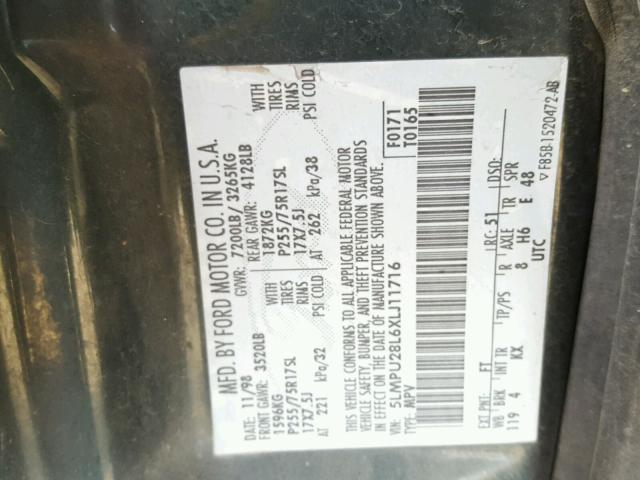 MFD. BY FORD MOTOR CO. IN U.S.A.
DATE: 11/98 GVWR: 7200LB/ 3265KG
FRONT GAWR: 3520LB REAR GAWR: 4128LB
1596KG WITH 1872KG WITH
P255/75R17SL TIRES P255/75R17SL TIRES
17X7.5J RIMS 17X7.5J RIMS
AT 221 kPa/32 PSI COLD AT 262 kPa/38 PSI COLD
THIS VEHICLE CONFORMS TO ALL APPLICABLE FEDERAL MOTOR
VEHICLE SAFETY, BUMPER, AND THEFT PREVENTION STANDARDS
IN EFFECT ON THE DATE OF MANUFACTURE SHOWN ABOVE.
VIN: 5LMPU28L6XLJ11716 F0171
TYPE: MPV T0165
EXT PNT: FT RC: 51 DSO:
WB BRK INT TR TP/PS R AXLE TR SPR
119 4 KX 8 H6 E 48
UTC
▽ F85B-1520472-AB